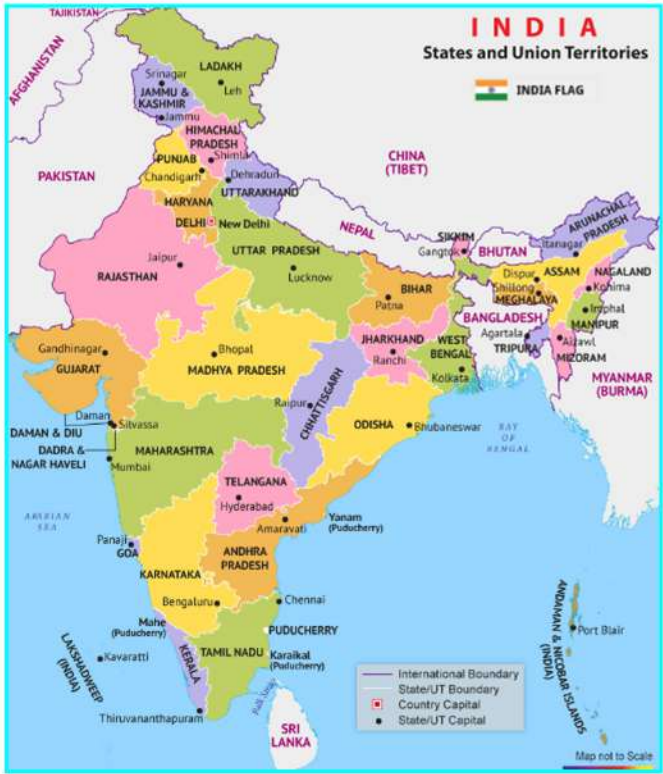 TAJIKISTAN
INDIA
States and Union Territories
INDIA FLAG
AFGHANISTAN
LADAKH
Srinagar
Leh
JAMMU &
KASHMIR
Jammu
HIMACHAL
PRADESH
Shimla
PUNJAB
Chandigarh
Dehradun
UTTARAKHAND
PAKISTAN
CHINA
(TIBET)
HARYANA
DELHI
New Delhi
NEPAL
SIKKIM
Gangtok
BHUTAN
ARUNACHAL
PRADESH
Itanagar
RAJASTHAN
Jaipur
UTTAR PRADESH
Lucknow
BIHAR
Patna
Dispur
ASSAM
NAGALAND
Kohima
Shillong
MEGHALAYA
Imphal
MANIPUR
BANGLADESH
Agartala
TRIPURA
Aizawl
MIZORAM
MYANMAR
(BURMA)
Gandhinagar
GUJARAT
Bhopal
MADHYA PRADESH
JHARKHAND
Ranchi
WEST
BENGAL
Kolkata
Raipur
CHHATTISGARH
ODISHA
Bhubaneswar
BAY
OF
BENGAL
Daman
Silvassa
DAMAN & DIU
DADRA &
NAGAR HAVELI
MAHARASHTRA
Mumbai
TELANGANA
Hyderabad
Yanam
(Puducherry)
Amaravati
ARABIAN
SEA
Panaji
GOA
KARNATAKA
ANDHRA
PRADESH
Bengaluru
Chennai
Mahe
(Puducherry)
PUDUCHERRY
Karaikal
(Puducherry)
TAMIL NADU
KERALA
LAKSHADWEEP
(INDIA)
Kavaratti
Thiruvananthapuram
Palk Strait
SRI
LANKA
ANDAMAN & NICOBAR ISLANDS
(INDIA)
Port Blair
International Boundary
State/UT Boundary
Country Capital
State/UT Capital
Map not to Scale